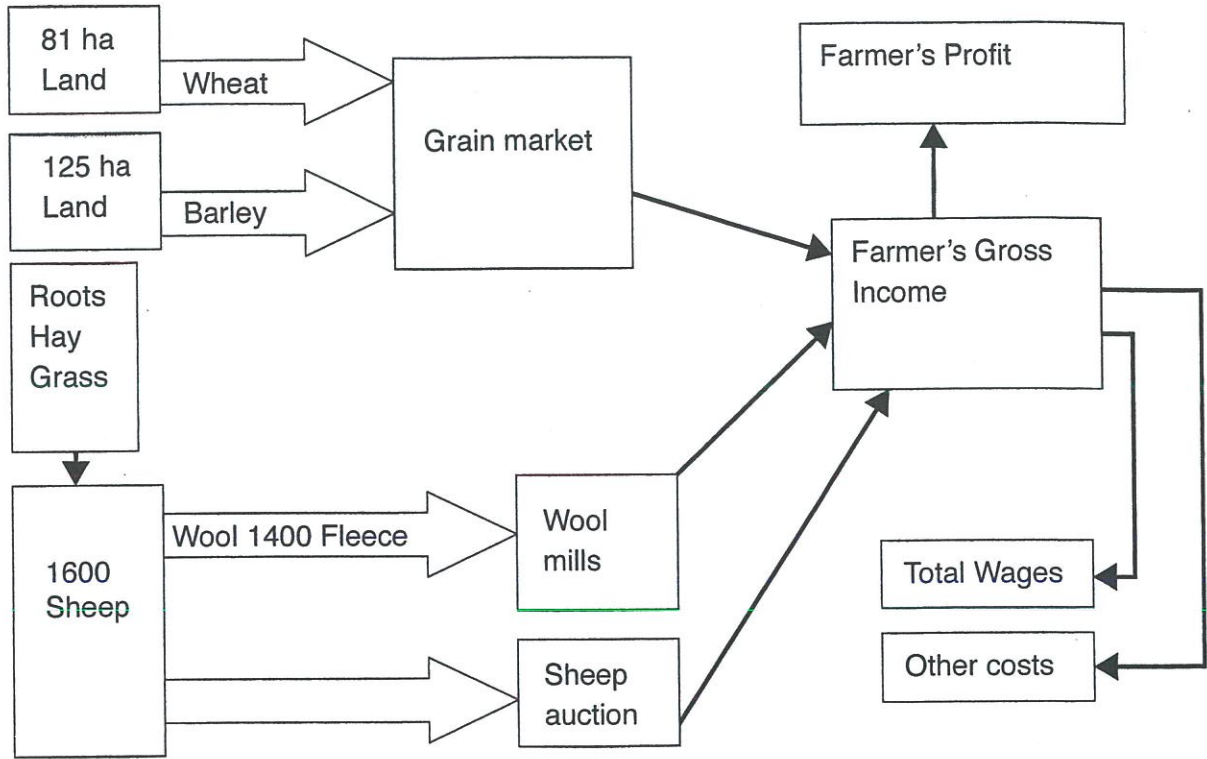 81 ha
Land
Wheat
125 ha
Land
Barley
Grain market
Farmer's Profit
Farmer's Gross
Income
Roots
Hay
Grass
1600
Sheep
Wool 1400 Fleece
Wool
mills
Sheep
auction
Total Wages
Other costs